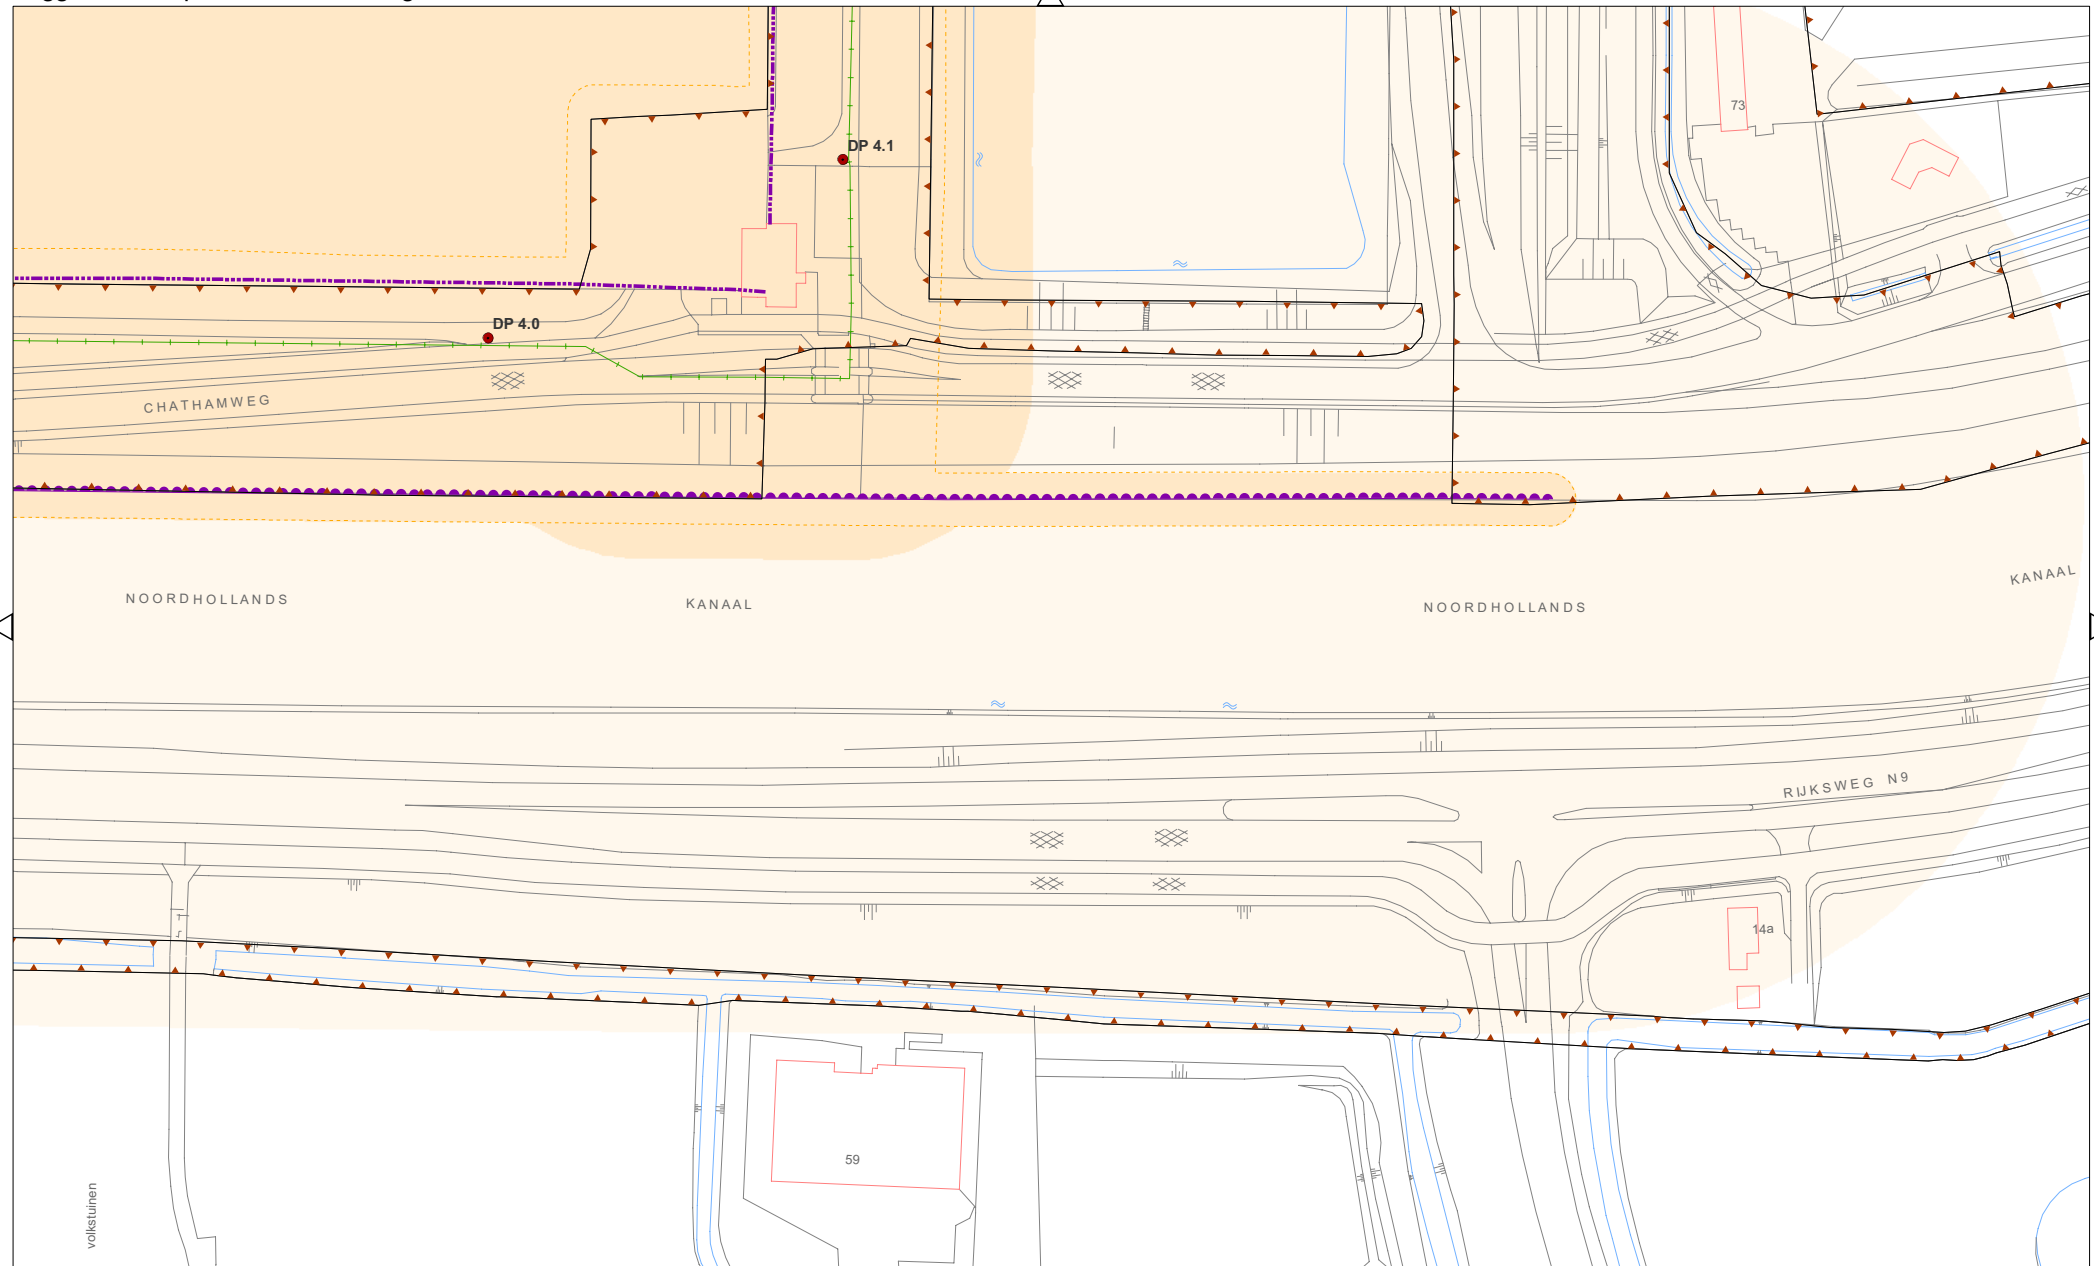 73
DP 4.1
DP 4.0
CHATHAMWEG
KANAAL
NOORDHOLLANDS
KANAAL
NOORDHOLLANDS
RIJKSWEG N9
14a
59
volkstuinen